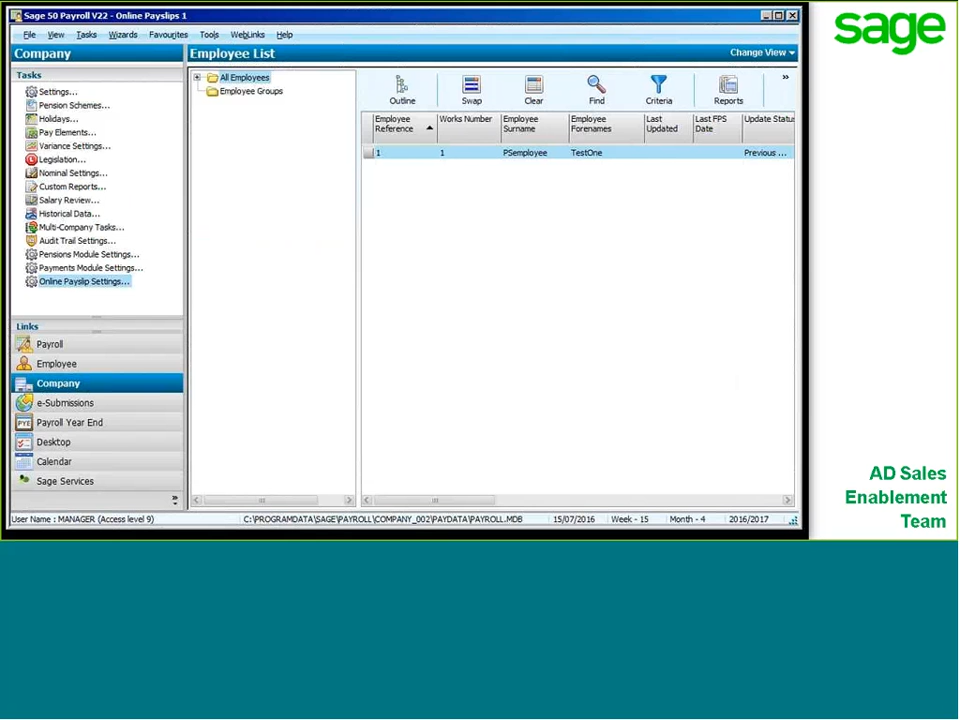 Sage 50 Payroll V22 - Online Payslips 1
File View Tasks Wizards Favourites Tools WebLinks Help
Company
Employee List
Change View
sage
Tasks
Settings...
Pension Schemes...
Holidays...
Pay Elements...
Variance Settings...
Legislation...
Nominal Settings...
Custom Reports...
Salary Review...
Historical Data...
Multi-Company Tasks...
Audit Trail Settings...
Pensions Module Settings...
Payments Module Settings...
Online Payslip Settings...
Links
Payroll
Employee
Company
e-Submissions
PYE Payroll Year End
Desktop
Calendar
Sage Services
All Employees
Employee Groups
Outline Swap Clear Find Criteria Reports
Employee Reference Works Number Employee Surname Employee Forenames Last Updated Last FPS Date Update Statu
1 1 PSemployee TestOne Previous ...
User Name : MANAGER (Access level 9) C:\PROGRAMDATA\SAGE\PAYROLL\COMPANY_002\PAYDATA\PAYROLL.MDB 15/07/2016 Week - 15 Month - 4 2016/2017
AD Sales
Enablement
Team